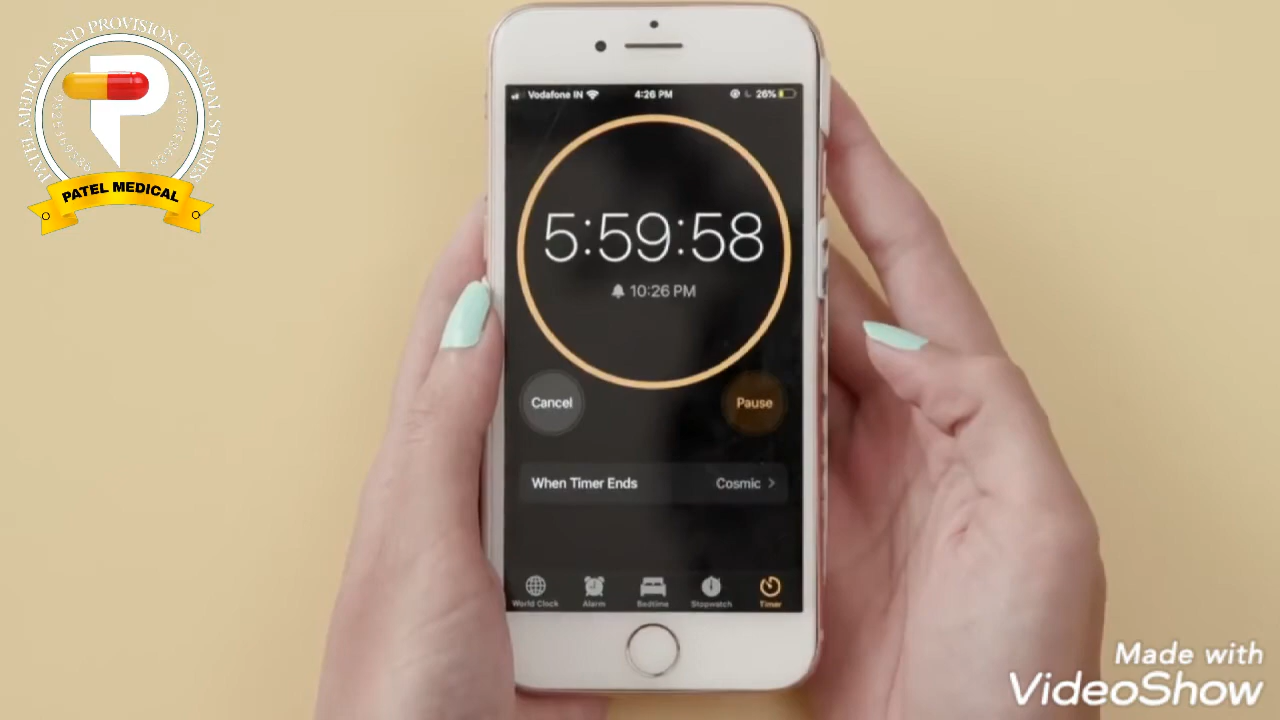 PATEL MEDICAL AND PROVISION GENERAL STORES
P
PATEL MEDICAL
Vodafone IN
4:26 PM
26%
5:59:58
10:26 PM
Cancel
Pause
When Timer Ends
Cosmic >
World Clock
Alarm
Bedtime
Stopwatch
Timer
Made with
VideoShow